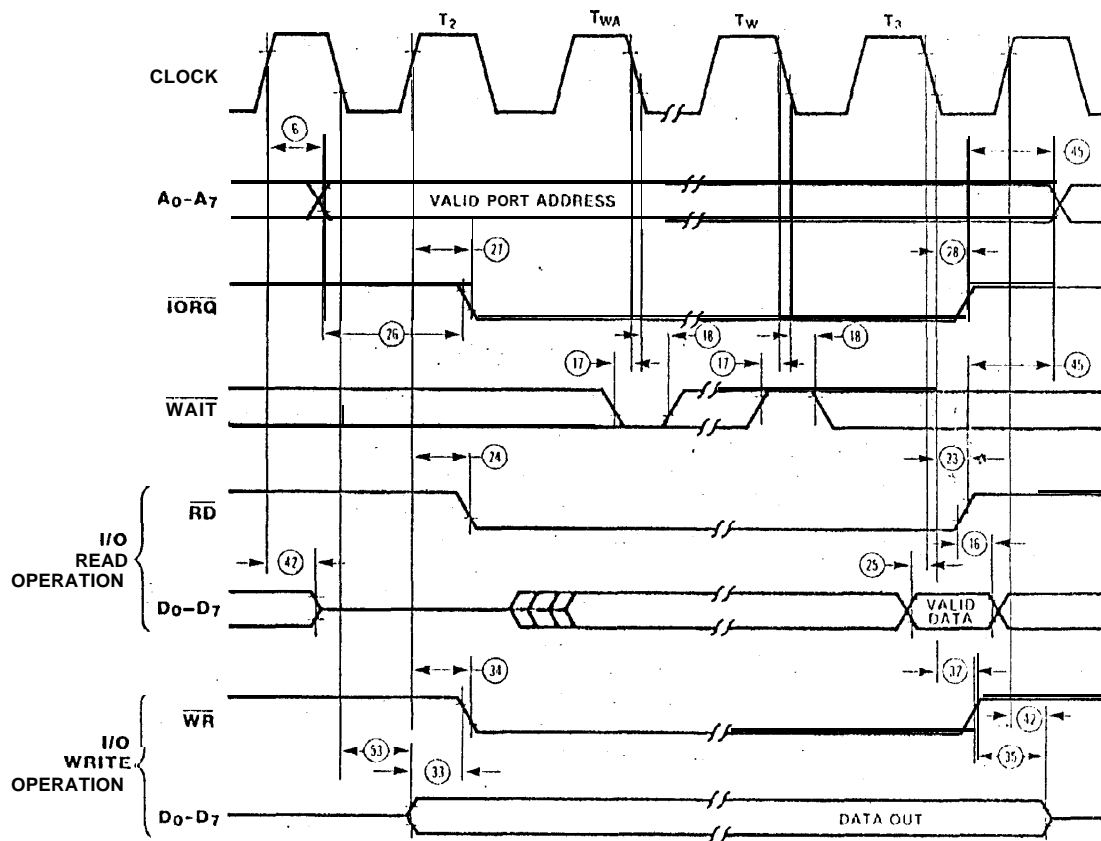 T2 TWA TW T3
CLOCK
6 45
A0-A7 VALID PORT ADDRESS
27 28
IORQ
26 18 18
17 17 45
WAIT
24 23
RD
I/O
READ
OPERATION
16
42 25
D0-D7 VALID
DATA
34 32
WR
42
I/O
WRITE
OPERATION
53 33 35
D0-D7 DATA OUT